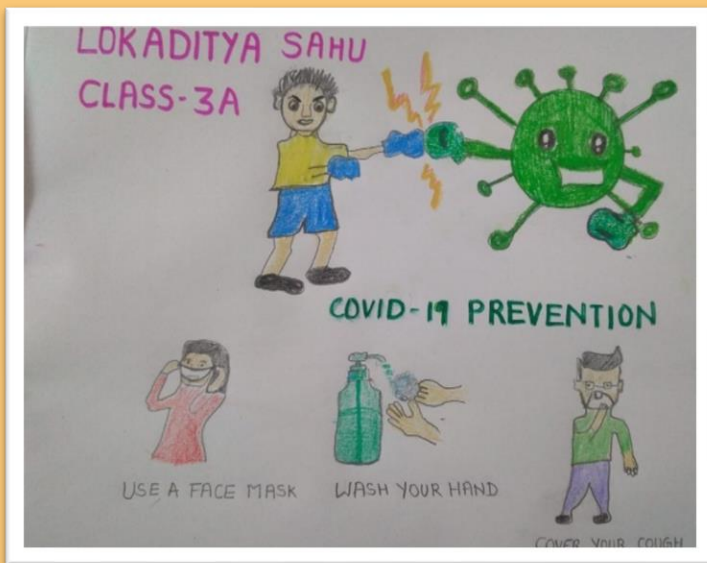 LOKADITYA SAHU
CLASS-3A
COVID-19 PREVENTION
USE A FACE MASK
WASH YOUR HAND
COVER YOUR COUGH